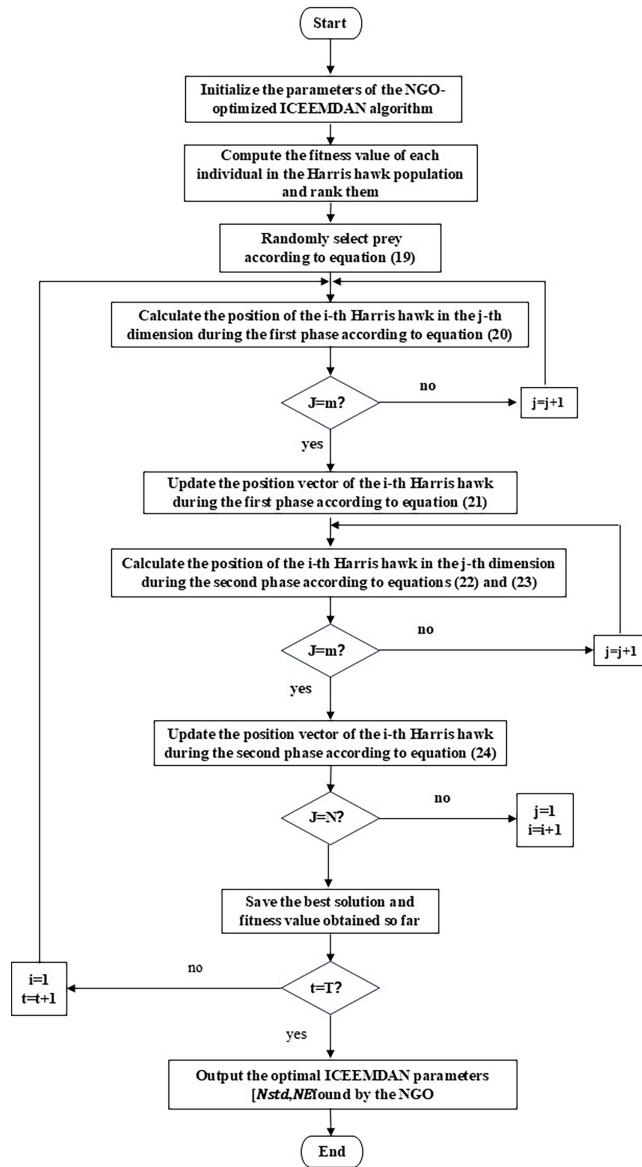 Start
Initialize the parameters of the NGO-
optimized ICEEMDAN algorithm
Compute the fitness value of each
individual in the Harris hawk population
and rank them
Randomly select prey
according to equation (19)
Calculate the position of the i-th Harris hawk in the j-th
dimension during the first phase according to equation (20)
J=m?
no
j=j+1
yes
Update the position vector of the i-th Harris hawk
during the first phase according to equation (21)
Calculate the position of the i-th Harris hawk in the j-th dimension
during the second phase according to equations (22) and (23)
J=m?
no
j=j+1
yes
Update the position vector of the i-th Harris hawk
during the second phase according to equation (24)
J=N?
no
j=1
i=i+1
Save the best solution and
fitness value obtained so far
t=T?
no
i=1
t=t+1
yes
Output the optimal ICEEMDAN parameters
[Nstd,NEfound by the NGO
End